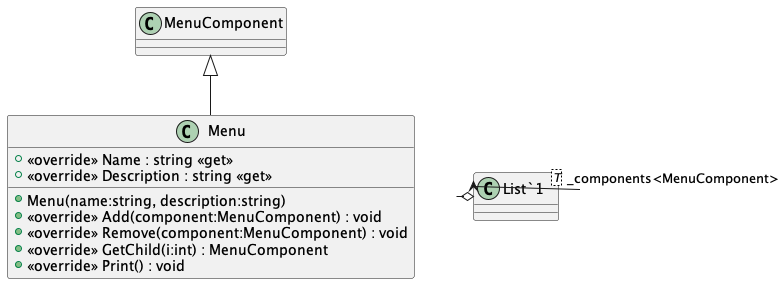 C MenuComponent
C Menu
«override» Name : string «get»
«override» Description : string «get»
Menu(name:string, description:string)
«override» Add(component:MenuComponent) : void
«override» Remove(component:MenuComponent) : void
«override» GetChild(i:int) : MenuComponent
«override» Print() : void
C List`1
T
_components<MenuComponent>